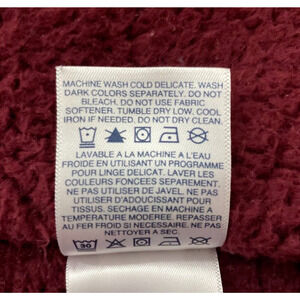 MACHINE WASH COLD DELICATE. WASH
DARK COLORS SEPARATELY. DO NOT
BLEACH. DO NOT USE FABRIC
SOFTENER. TUMBLE DRY LOW. COOL
IRON IF NEEDED. DO NOT DRY CLEAN.
LAVABLE A LA MACHINE A L'EAU
FROIDE EN UTILISANT UN PROGRAMME
POUR LINGE DELICAT. LAVER LES
COULEURS FONCEES SEPAREMENT.
NE PAS UTILISER DE JAVEL. NE PAS
UTILISER D'ADOUCISSANT POUR
TISSUS. SECHAGE EN MACHINE A
TEMPERATURE MODEREE. REPASSER
AU FER FROID SI NECESSAIRE. NE PAS
NETTOYER A SEC.
30